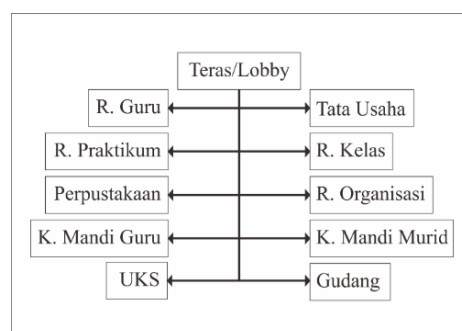 Teras/Lobby
R. Guru
Tata Usaha
R. Praktikum
R. Kelas
Perpustakaan
R. Organisasi
K. Mandi Guru
K. Mandi Murid
UKS
Gudang